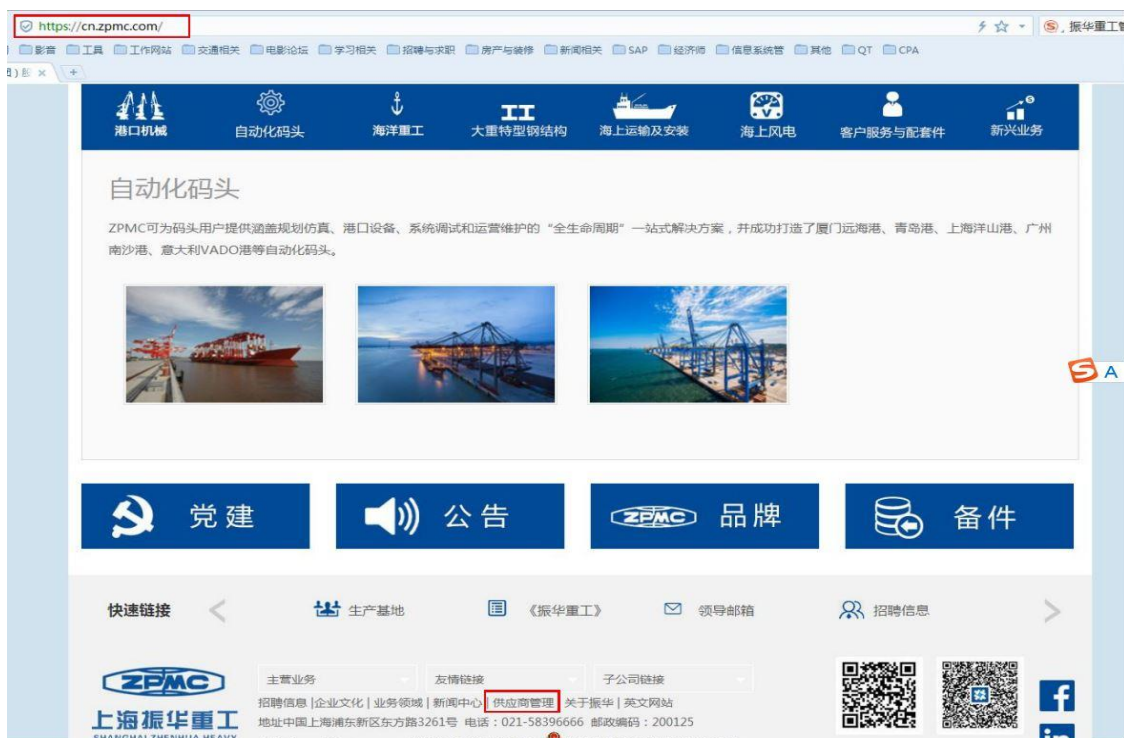 https://cn.zpmc.com/
振华重工管
影音 工具 工作网站 交通相关 电影论坛 学习相关 招聘与求职 房产与装修 新闻相关 SAP 经济师 信息系统管 其他 QT CPA
港口机械 自动化码头 海洋重工 大重特型钢结构 海上运输及安装 海上风电 客户服务与配套件 新兴业务
自动化码头
ZPMC可为码头用户提供涵盖规划仿真、港口设备、系统调试和运营维护的“全生命周期”一站式解决方案，并成功打造了厦门远海港、青岛港、上海洋山港、广州
南沙港、意大利VADO港等自动化码头。
A
党建 公告 ZPMC 品牌 备件
快速链接 生产基地 《振华重工》 领导邮箱 招聘信息
ZPMC
主营业务 友情链接 子公司链接
招聘信息|企业文化|业务领域|新闻中心|供应商管理|关于振华|英文网站
上海振华重工
地址中国上海浦东新区东方路3261号 电话：021-58396666 邮政编码：200125
SHANGHAI ZHENHUA HEAVY
f
in